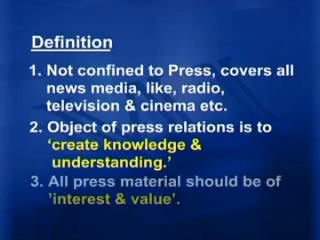 Definition
1. Not confined to Press, covers all
news media, like, radio,
television & cinema etc.
2. Object of press relations is to
‘create knowledge &
understanding.’
3. All press material should be of
’interest & value’.